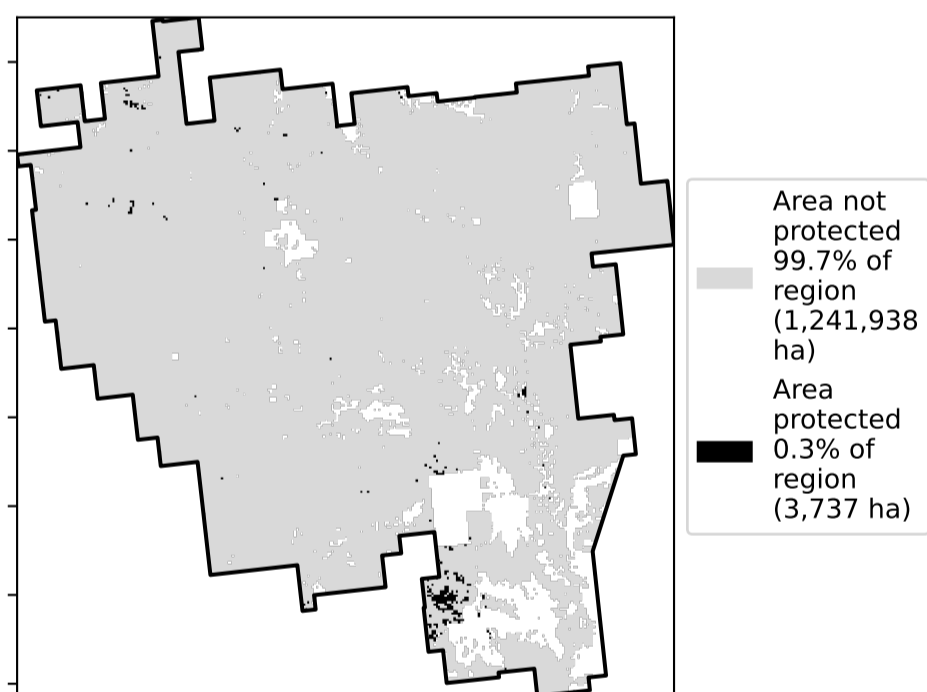 Area not
protected
99.7% of
region
(1,241,938
ha)
Area
protected
0.3% of
region
(3,737 ha)